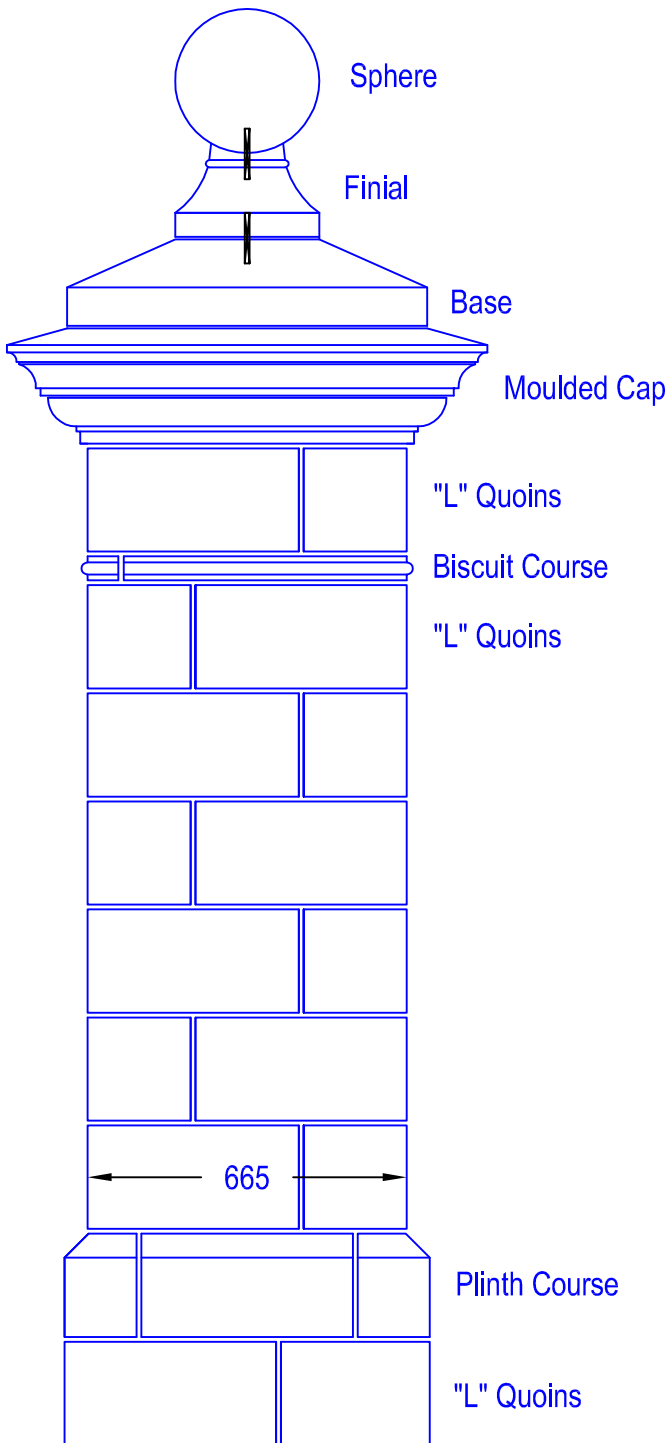 Sphere
Finial
Base
Moulded Cap
"L" Quoins
Biscuit Course
"L" Quoins
665
Plinth Course
"L" Quoins